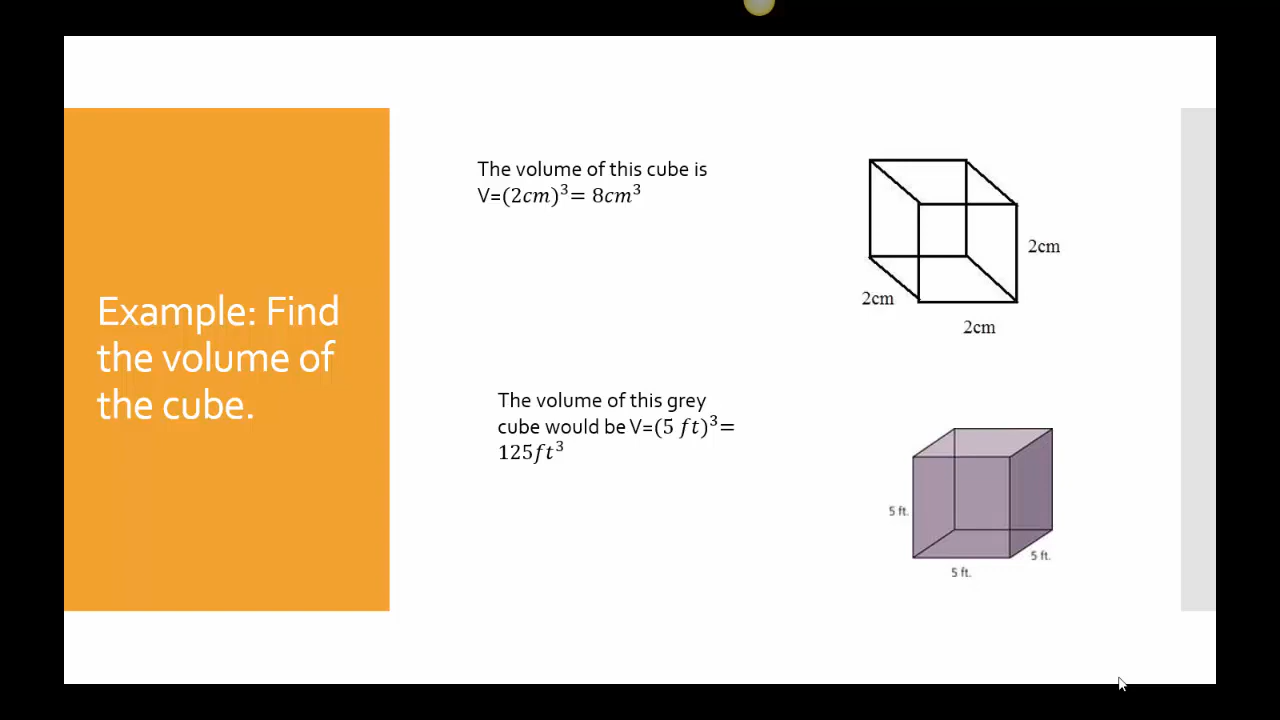 Example: Find
the volume of
the cube.
The volume of this cube is
V=(2cm)³= 8cm³
2cm
2cm
2cm
The volume of this grey
cube would be V=(5 ft)³=
125ft³
5 ft.
5 ft.
5 ft.